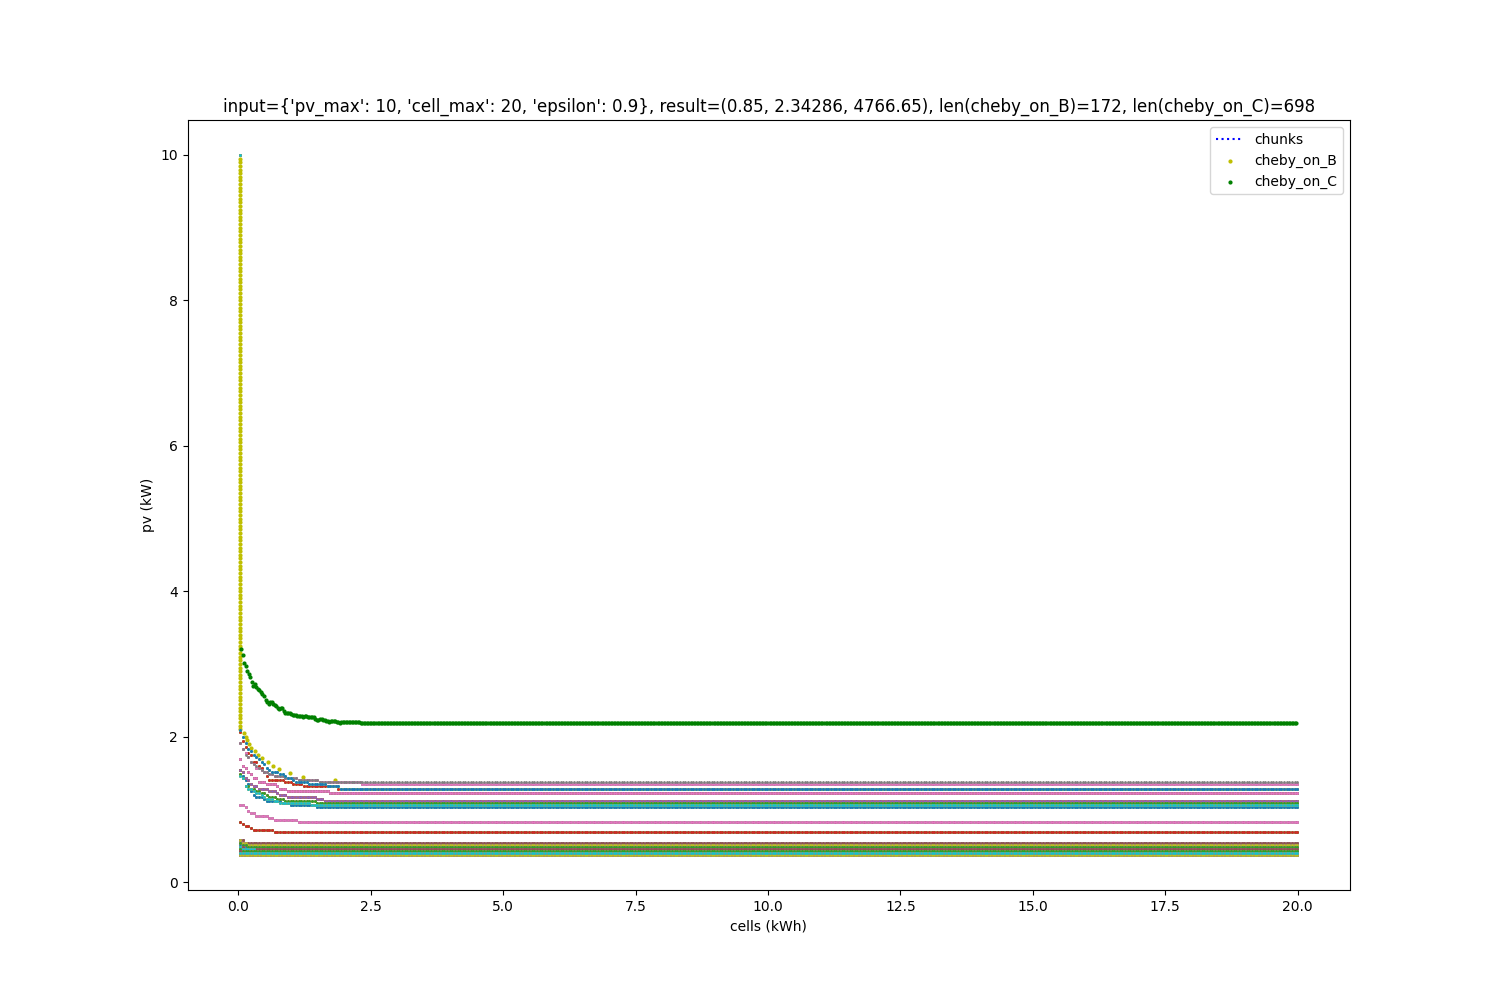 input={'pv_max': 10, 'cell_max': 20, 'epsilon': 0.9}, result=(0.85, 2.34286, 4766.65), len(cheby_on_B)=172, len(cheby_on_C)=698
chunks
cheby_on_B
cheby_on_C
10
8
6
4
2
0
pv (kW)
0.0 2.5 5.0 7.5 10.0 12.5 15.0 17.5 20.0
cells (kWh)